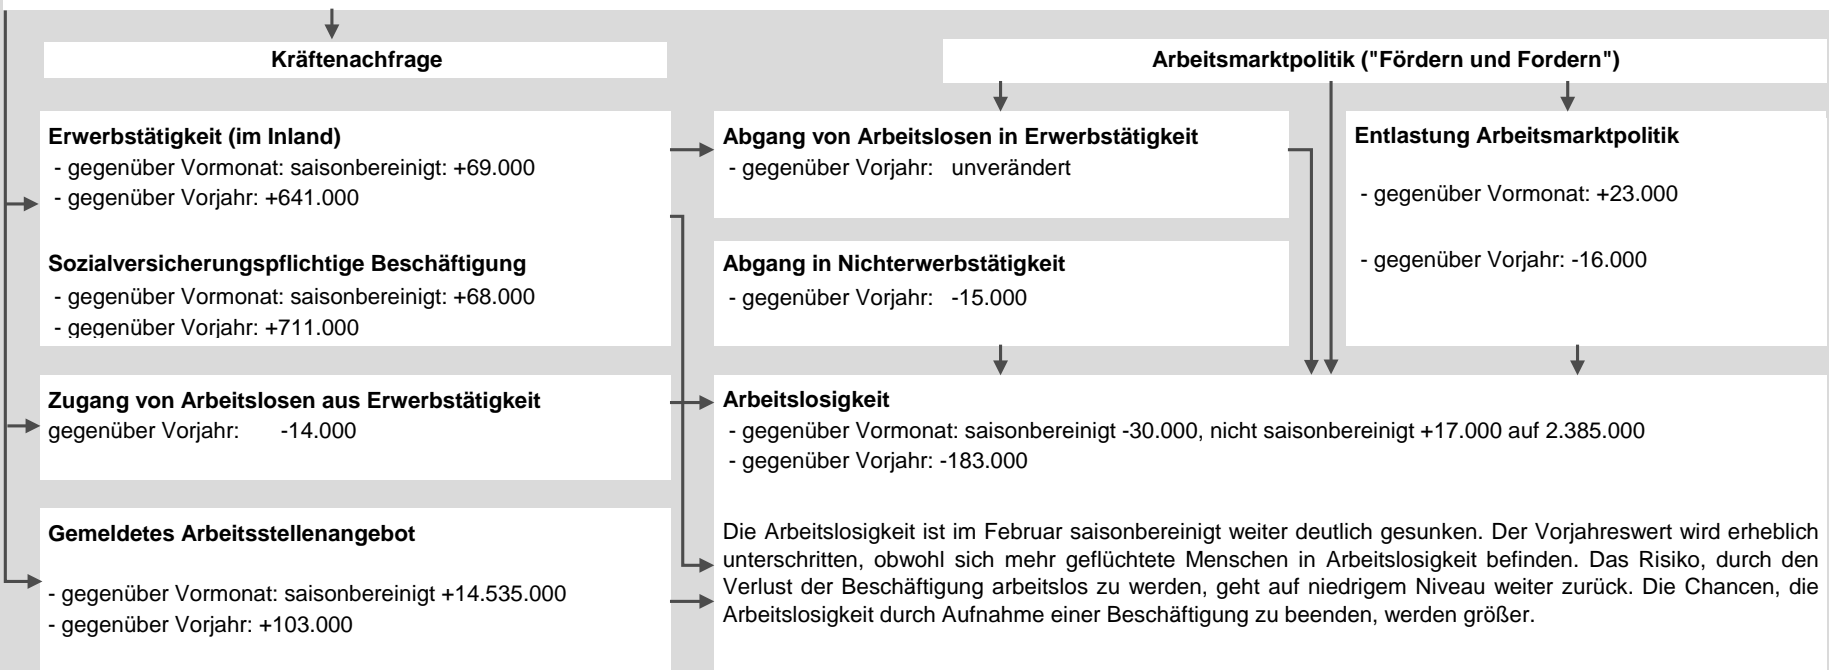 Kräftenachfrage
Arbeitsmarktpolitik ("Fördern und Fordern")
Erwerbstätigkeit (im Inland)
- gegenüber Vormonat: saisonbereinigt: +69.000
- gegenüber Vorjahr: +641.000
Sozialversicherungspflichtige Beschäftigung
- gegenüber Vormonat: saisonbereinigt: +68.000
- gegenüber Vorjahr: +711.000
Abgang von Arbeitslosen in Erwerbstätigkeit
- gegenüber Vorjahr: unverändert
Abgang in Nichterwerbstätigkeit
- gegenüber Vorjahr: -15.000
Entlastung Arbeitsmarktpolitik
- gegenüber Vormonat: +23.000
- gegenüber Vorjahr: -16.000
Zugang von Arbeitslosen aus Erwerbstätigkeit
gegenüber Vorjahr: -14.000
Gemeldetes Arbeitsstellenangebot
- gegenüber Vormonat: saisonbereinigt +14.535.000
- gegenüber Vorjahr: +103.000
Arbeitslosigkeit
- gegenüber Vormonat: saisonbereinigt -30.000, nicht saisonbereinigt +17.000 auf 2.385.000
- gegenüber Vorjahr: -183.000
Die Arbeitslosigkeit ist im Februar saisonbereinigt weiter deutlich gesunken. Der Vorjahreswert wird erheblich
unterschritten, obwohl sich mehr geflüchtete Menschen in Arbeitslosigkeit befinden. Das Risiko, durch den
Verlust der Beschäftigung arbeitslos zu werden, geht auf niedrigem Niveau weiter zurück. Die Chancen, die
Arbeitslosigkeit durch Aufnahme einer Beschäftigung zu beenden, werden größer.